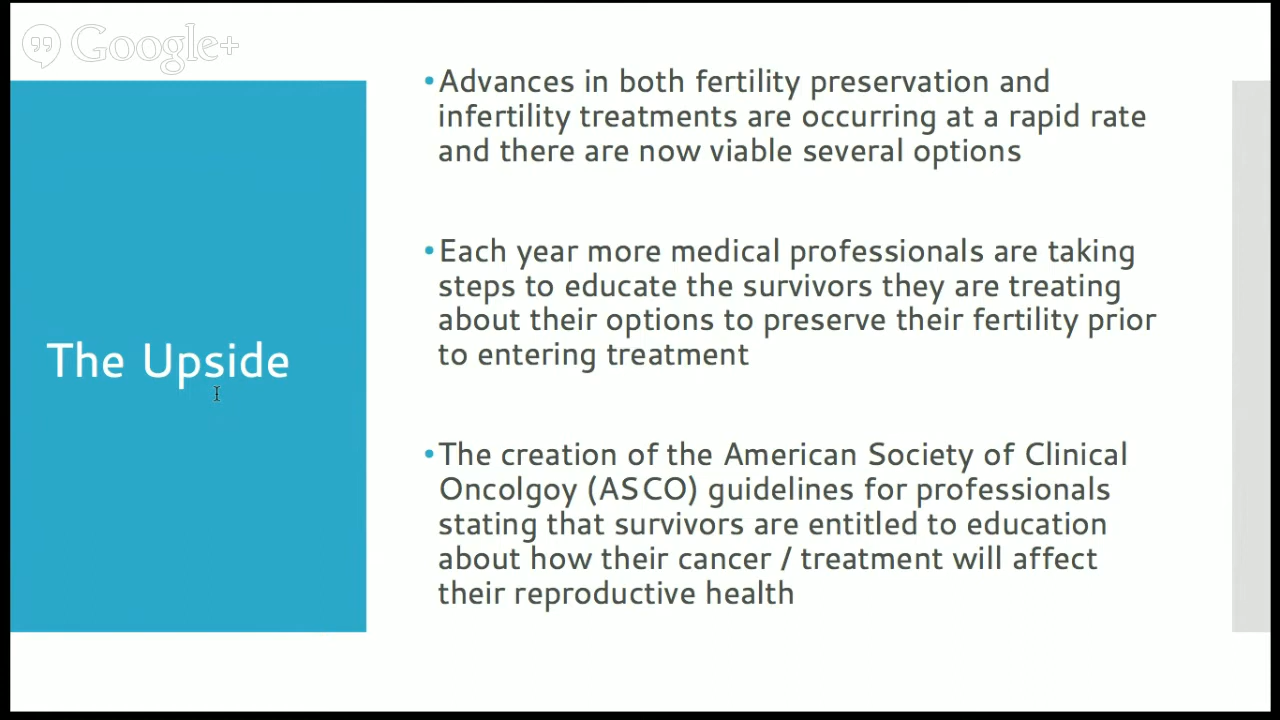 Google+
The Upside
•Advances in both fertility preservation and
infertility treatments are occurring at a rapid rate
and there are now viable several options
•Each year more medical professionals are taking
steps to educate the survivors they are treating
about their options to preserve their fertility prior
to entering treatment
•The creation of the American Society of Clinical
Oncolgoy (ASCO) guidelines for professionals
stating that survivors are entitled to education
about how their cancer / treatment will affect
their reproductive health